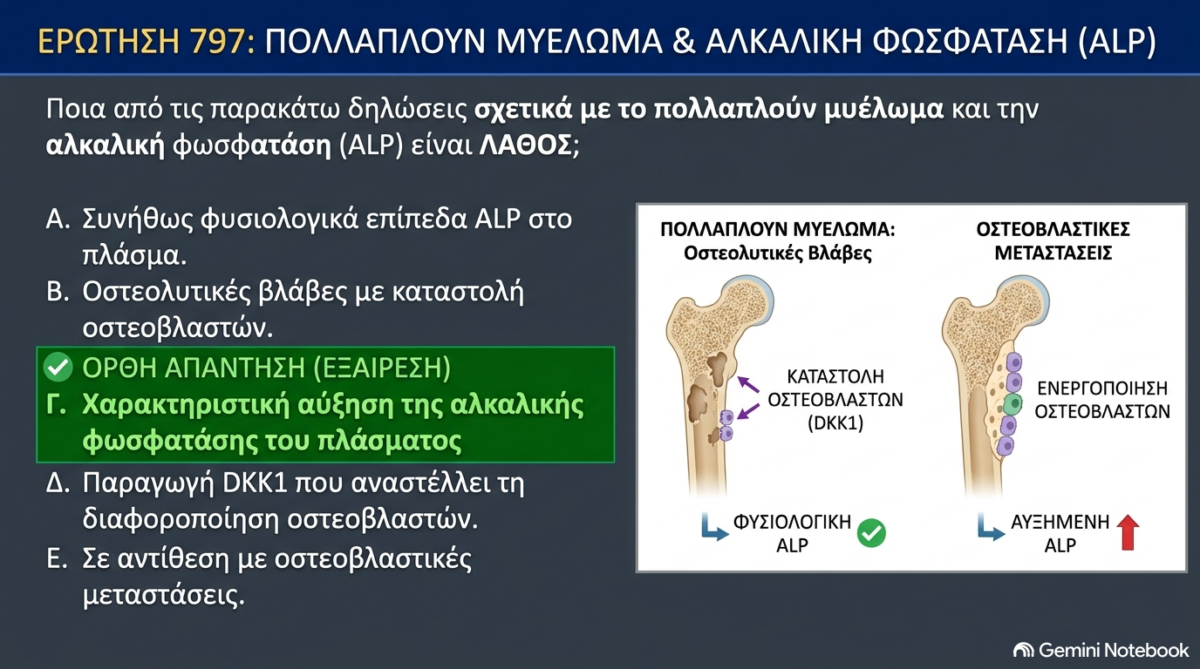 ΕΡΩΤΗΣΗ 797: ΠΟΛΛΑΠΛΟΥΝ ΜΥΕΛΩΜΑ & ΑΛΚΑΛΙΚΗ ΦΩΣΦΑΤΑΣΗ (ALP)
Ποια από τις παρακάτω δηλώσεις σχετικά με το πολλαπλούν μυέλωμα και την
αλκαλική φωσφατάση (ALP) είναι ΛΑΘΟΣ;
Α. Συνήθως φυσιολογικά επίπεδα ALP στο
πλάσμα.
Β. Οστεολυτικές βλάβες με καταστολή
οστεοβλαστών.
ΟΡΘΗ ΑΠΑΝΤΗΣΗ (ΕΞΑΙΡΕΣΗ)
Γ. Χαρακτηριστική αύξηση της αλκαλικής
φωσφατάσης του πλάσματος
Δ. Παραγωγή DKK1 που αναστέλλει τη
διαφοροποίηση οστεοβλαστών.
Ε. Σε αντίθεση με οστεοβλαστικές
μεταστάσεις.
ΠΟΛΛΑΠΛΟΥΝ ΜΥΕΛΩΜΑ:
Οστεολυτικές Βλάβες
ΚΑΤΑΣΤΟΛΗ
ΟΣΤΕΟΒΛΑΣΤΩΝ
(DKK1)
ΦΥΣΙΟΛΟΓΙΚΗ
ALP
ΟΣΤΕΟΒΛΑΣΤΙΚΕΣ
ΜΕΤΑΣΤΑΣΕΙΣ
ΕΝΕΡΓΟΠΟΙΗΣΗ
ΟΣΤΕΟΒΛΑΣΤΩΝ
ΑΥΞΗΜΕΝΗ
ALP
Gemini Notebook